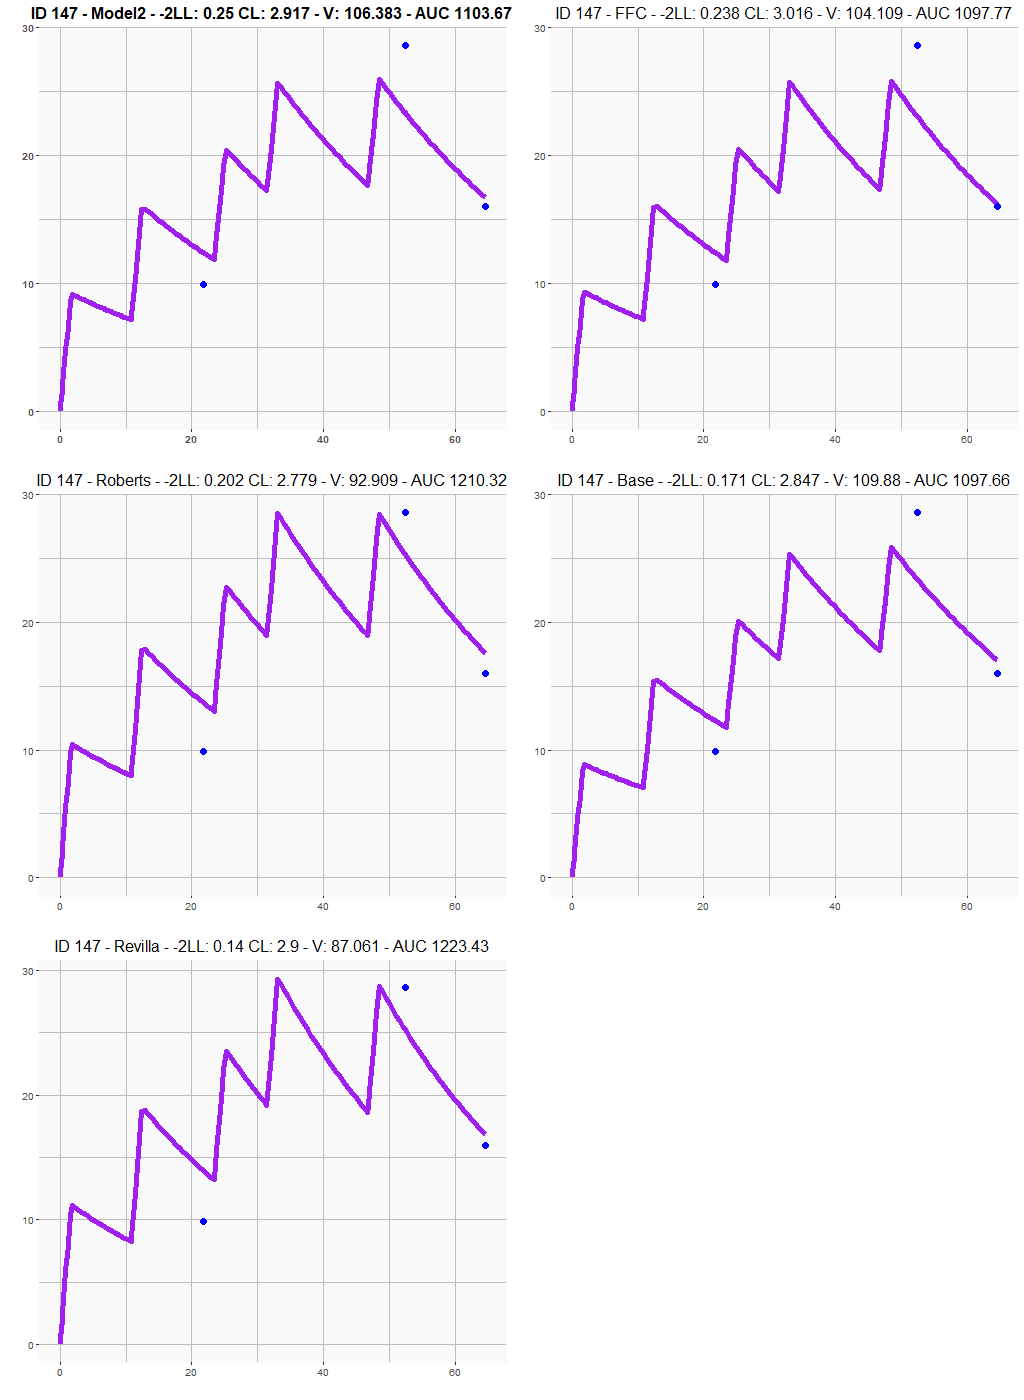 ID 147 - Model2 - -2LL: 0.25 CL: 2.917 - V: 106.383 - AUC 1103.67
30
20
10
0
0 20 40 60
ID 147 - FFC - -2LL: 0.238 CL: 3.016 - V: 104.109 - AUC 1097.77
30
20
10
0
0 20 40 60
ID 147 - Roberts - -2LL: 0.202 CL: 2.779 - V: 92.909 - AUC 1210.32
30
20
10
0
0 20 40 60
ID 147 - Base - -2LL: 0.171 CL: 2.847 - V: 109.88 - AUC 1097.66
30
20
10
0
0 20 40 60
ID 147 - Revilla - -2LL: 0.14 CL: 2.9 - V: 87.061 - AUC 1223.43
30
20
10
0
0 20 40 60